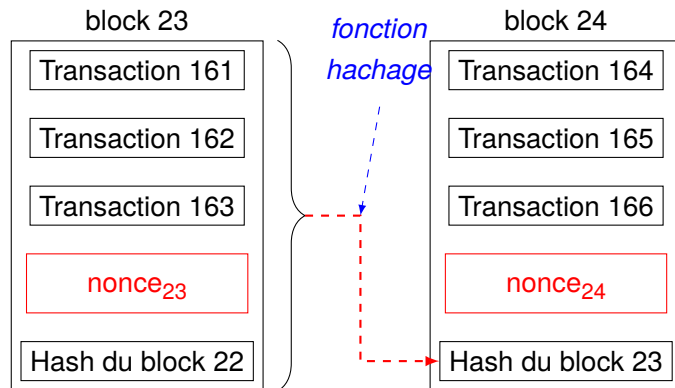 block 23
Transaction 161
Transaction 162
Transaction 163
nonce23
Hash du block 22
fonction
hachage
block 24
Transaction 164
Transaction 165
Transaction 166
nonce24
Hash du block 23